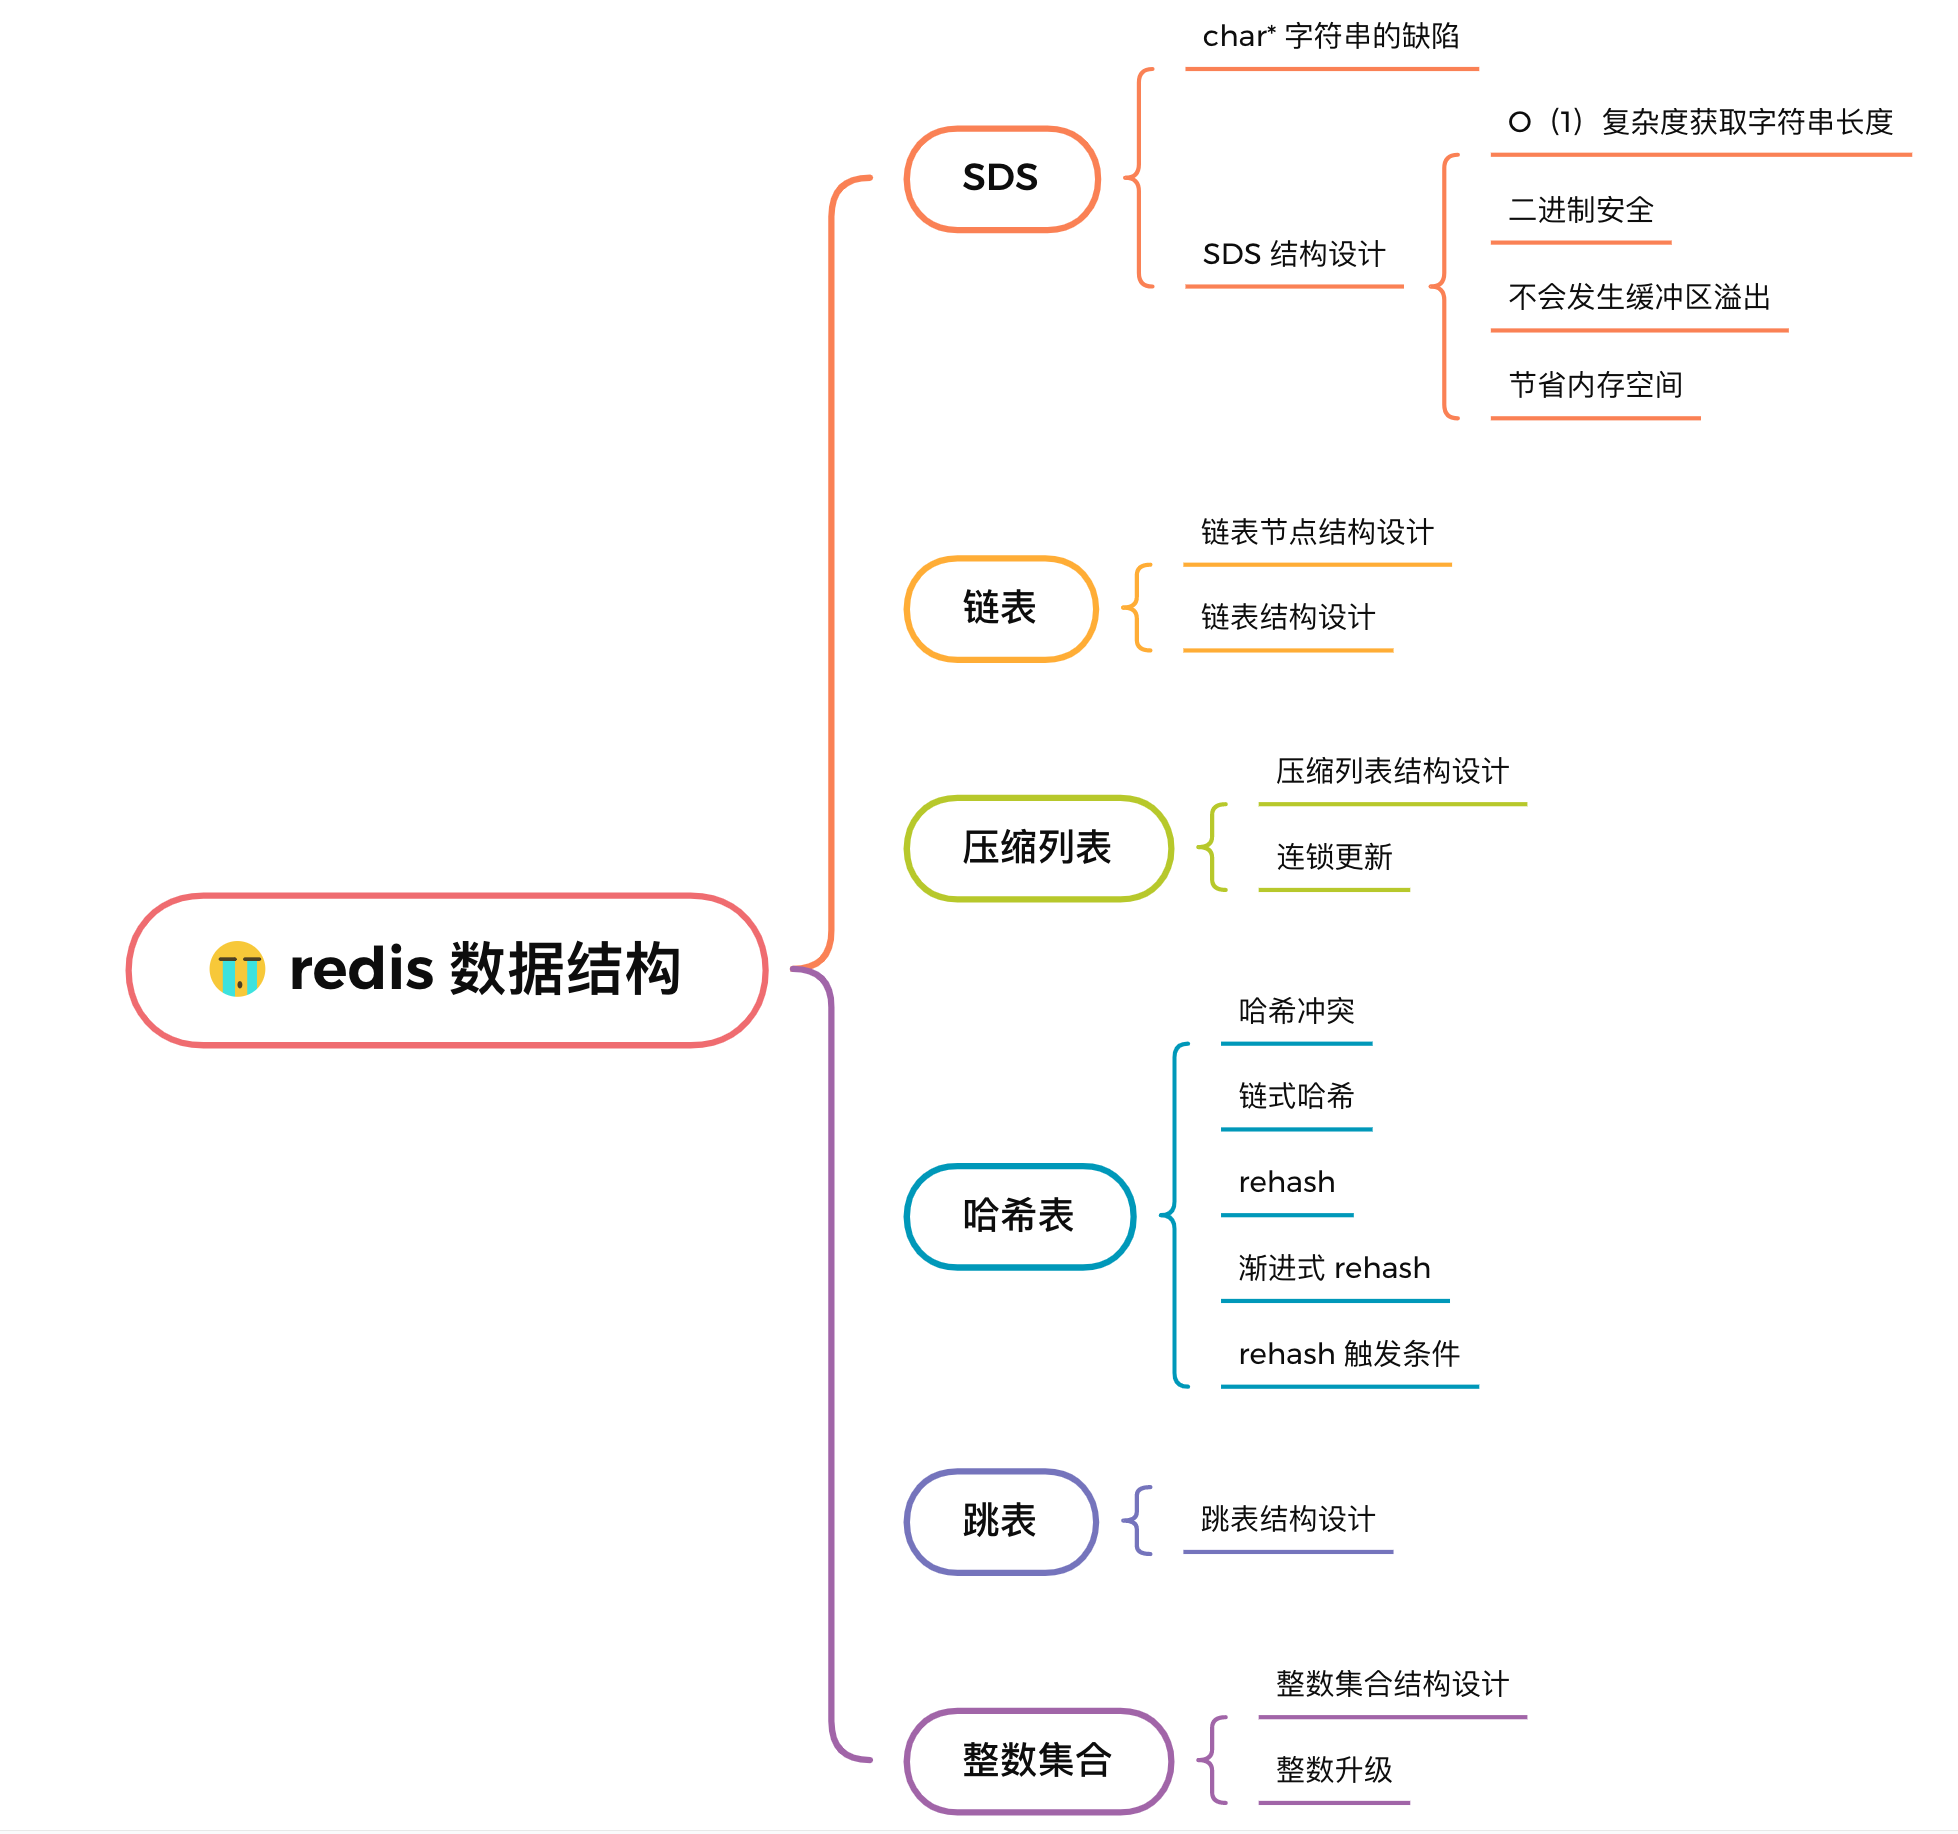 redis 数据结构
SDS
char* 字符串的缺陷
SDS 结构设计
O（1）复杂度获取字符串长度
二进制安全
不会发生缓冲区溢出
节省内存空间
链表
链表节点结构设计
链表结构设计
压缩列表
压缩列表结构设计
连锁更新
哈希表
哈希冲突
链式哈希
rehash
渐进式 rehash
rehash 触发条件
跳表
跳表结构设计
整数集合
整数集合结构设计
整数升级